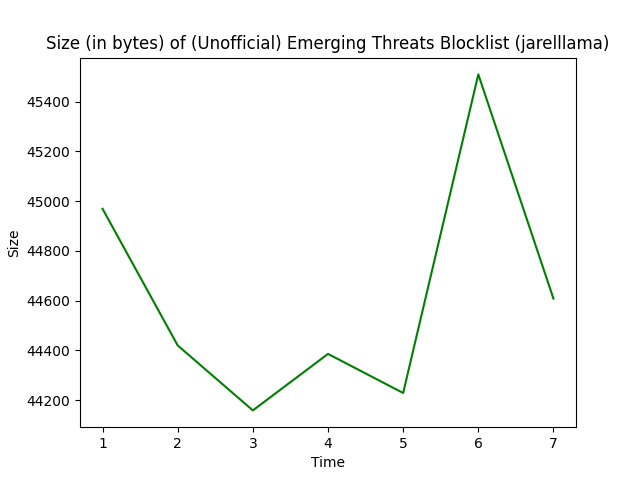 Size (in bytes) of (Unofficial) Emerging Threats Blocklist (jarelllama)
45400
45200
45000
44800
44600
44400
44200
Size
1 2 3 4 5 6 7
Time